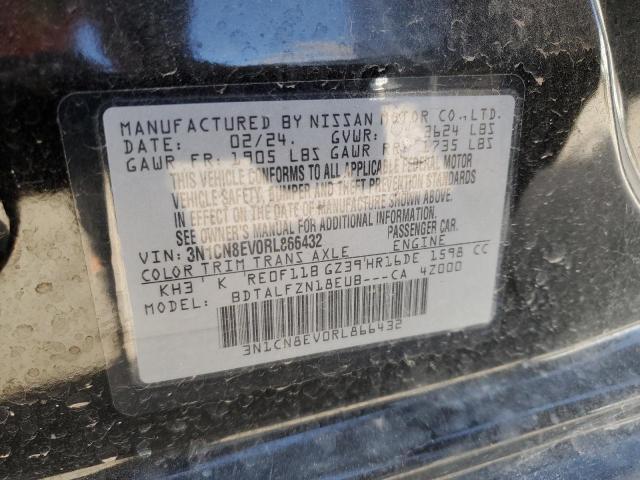 MANUFACTURED BY NISSAN MOTOR CO., LTD.
DATE: 02/24. GVWR: 3624 LBS
GAWR FR: 1905 LBS GAWR RR: 1735 LBS
THIS VEHICLE CONFORMS TO ALL APPLICABLE FEDERAL MOTOR
VEHICLE SAFETY, BUMPER AND THEFT PREVENTION STANDARDS
IN EFFECT ON THE DATE OF MANUFACTURE SHOWN ABOVE.
SEE OWNERS MANUAL FOR ADDITIONAL INFORMATION.
VIN: 3N1CN8EV0RL866432 PASSENGER CAR.
COLOR TRIM TRANS AXLE ENGINE
KH3 K RE0F11B GZ39 HR16DE 1598 CC
MODEL: BDTALFZN18EUB---CA 4Z000
3N1CN8EV0RL866432